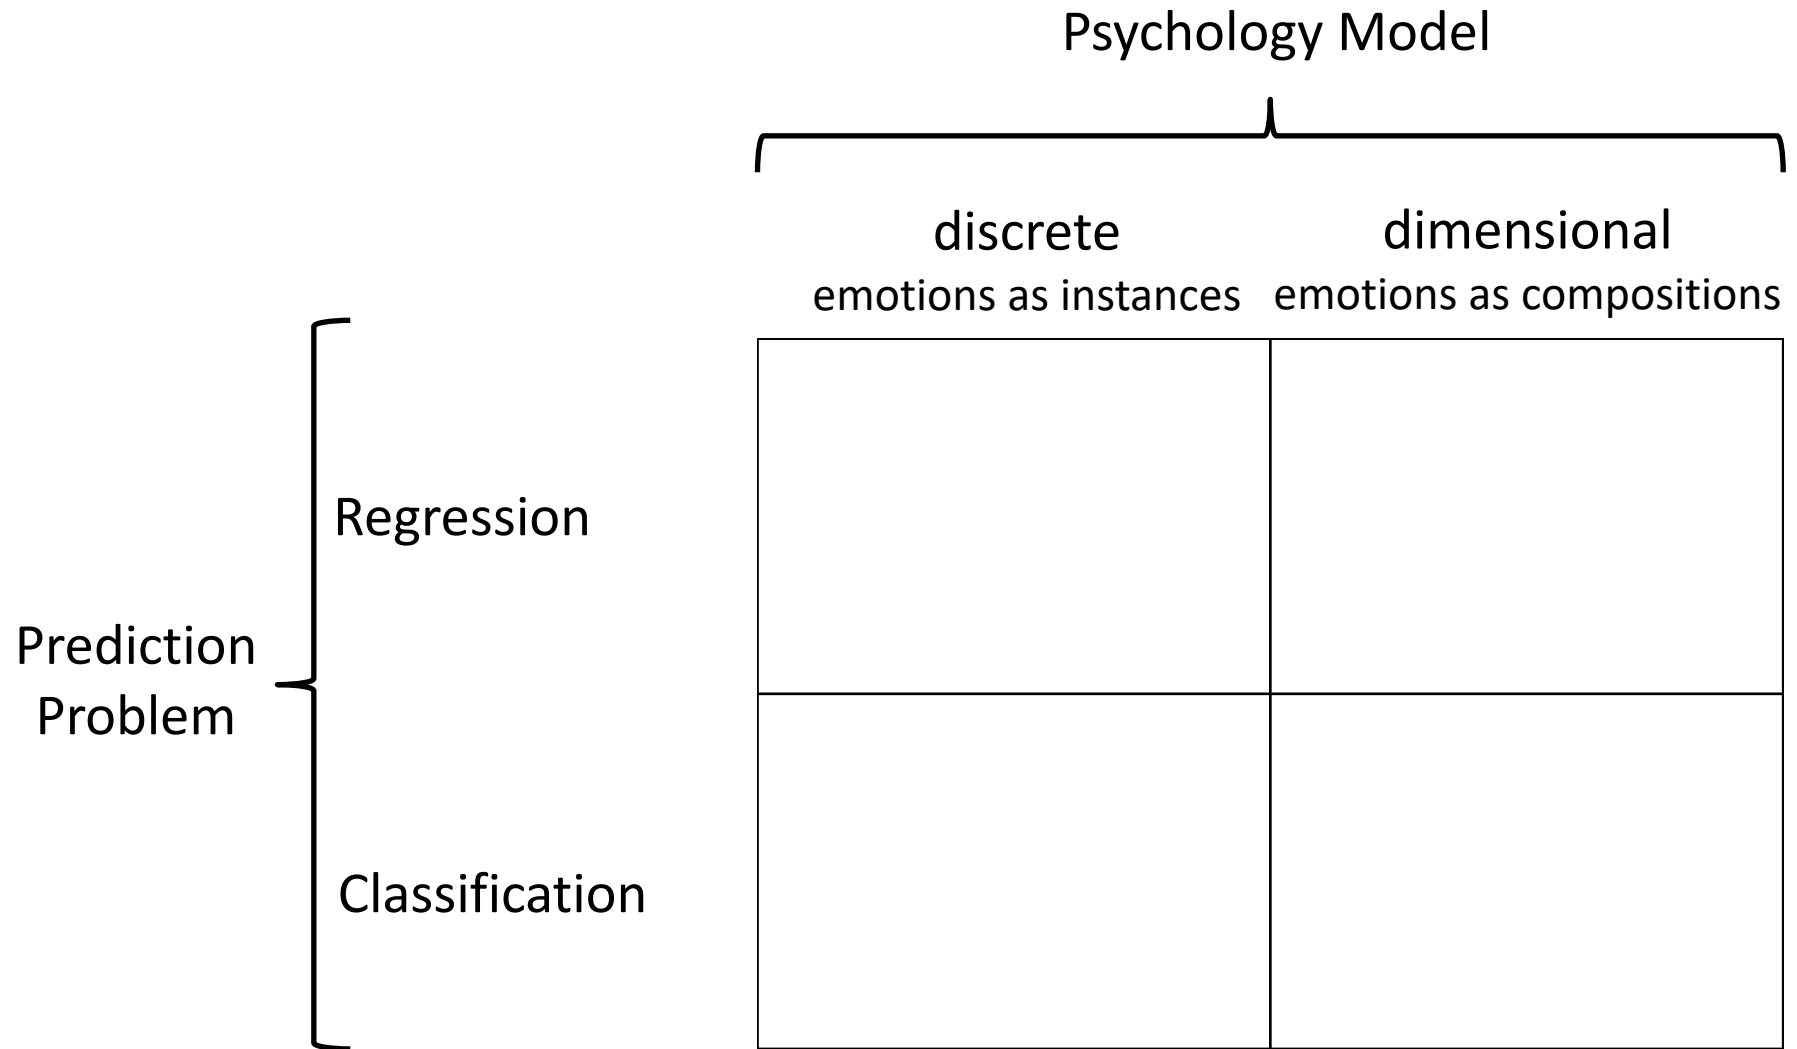 Psychology Model
discrete
dimensional
emotions as instances
emotions as compositions
Regression
Prediction
Problem
Classification